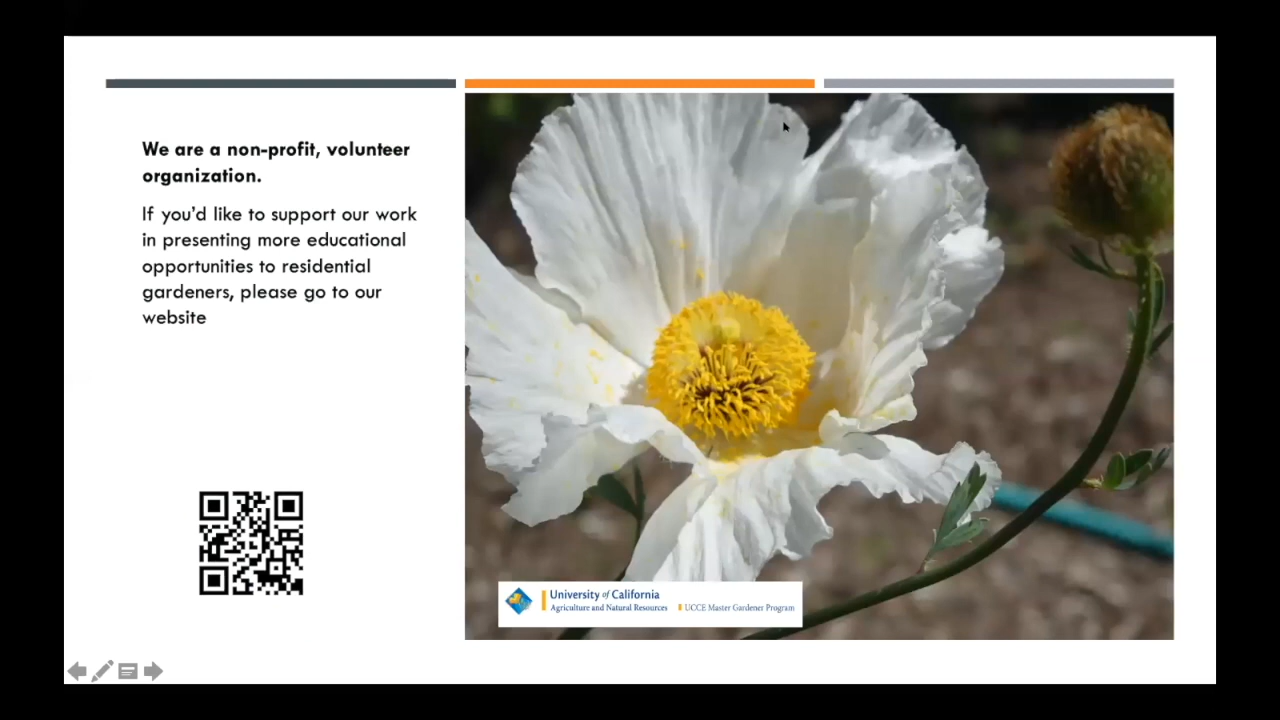 We are a non-profit, volunteer
organization.
If you'd like to support our work
in presenting more educational
opportunities to residential
gardeners, please go to our
website
University of California
Agriculture and Natural Resources
UCCE Master Gardener Program